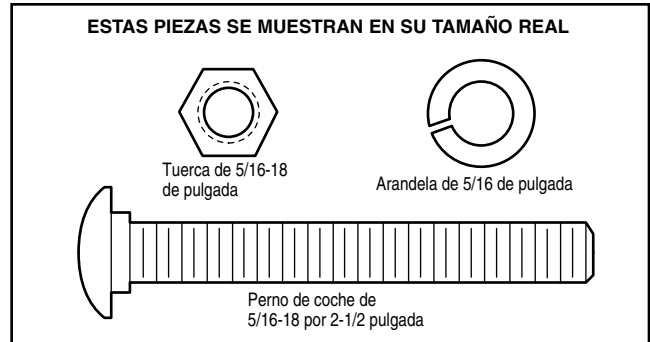 ESTAS PIEZAS SE MUESTRAN EN SU TAMAÑO REAL
Tuerca de 5/16-18
de pulgada
Arandela de 5/16 de pulgada
Perno de coche de
5/16-18 por 2-1/2 pulgada